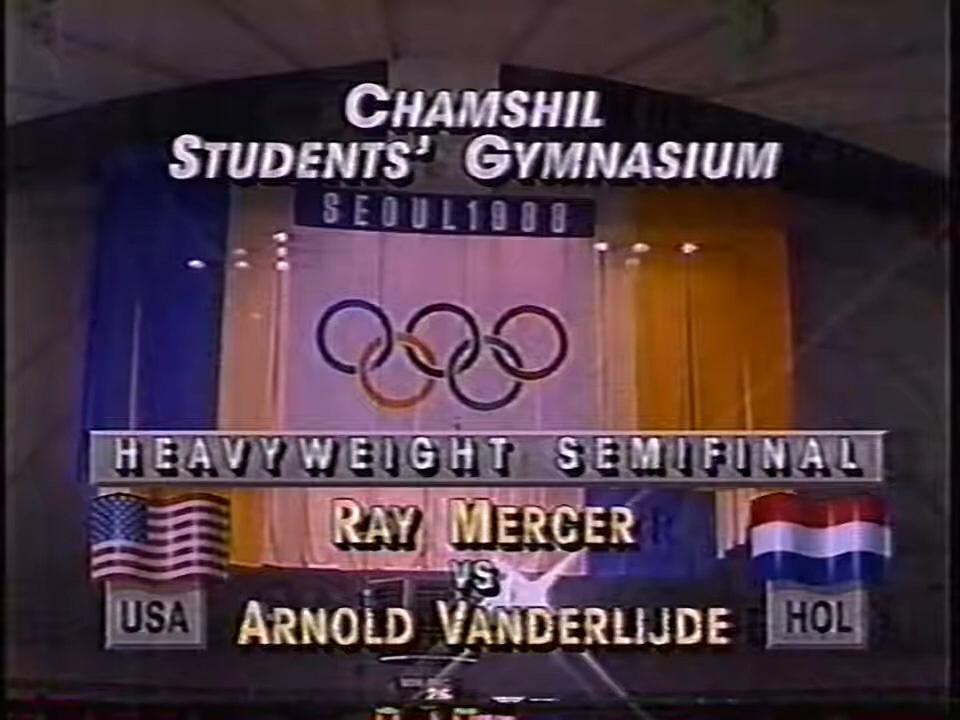 CHAMSHIL
STUDENTS' GYMNASIUM
SEOUL1988
HEAVYWEIGHT SEMIFINAL
RAY MERCER
VS
ARNOLD VANDERLIJDE
USA
HOL